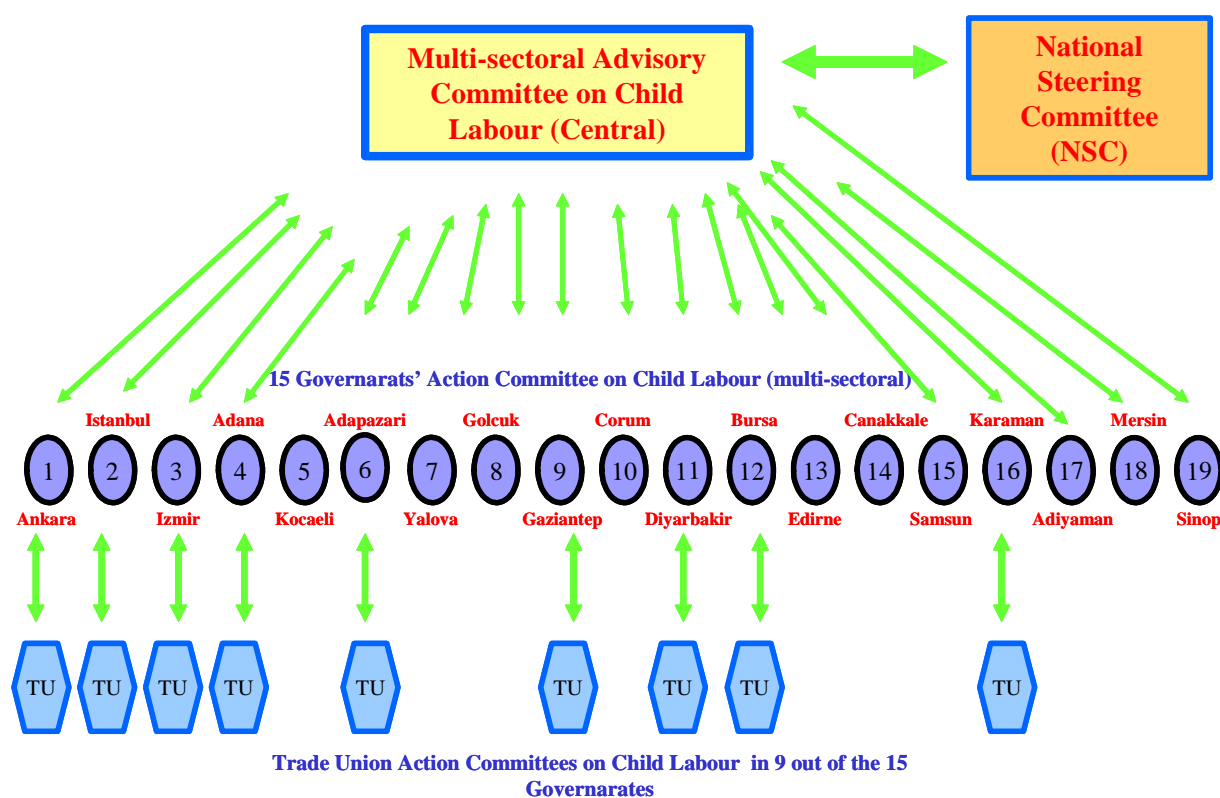 Multi-sectoral Advisory
Committee on Child
Labour (Central)
National
Steering
Committee
(NSC)
15 Governarats’ Action Committee on Child Labour (multi-sectoral)
Istanbul Adana Adapazari Golcuk Corum Bursa Canakkale Karaman Mersin
1 2 3 4 5 6 7 8 9 10 11 12 13 14 15 16 17 18 19
Ankara Izmir Kocaeli Yalova Gaziantep Diyarbakir Edirne Samsun Adiyaman Sinop
TU TU TU TU TU TU TU TU TU
Trade Union Action Committees on Child Labour in 9 out of the 15
Governarates